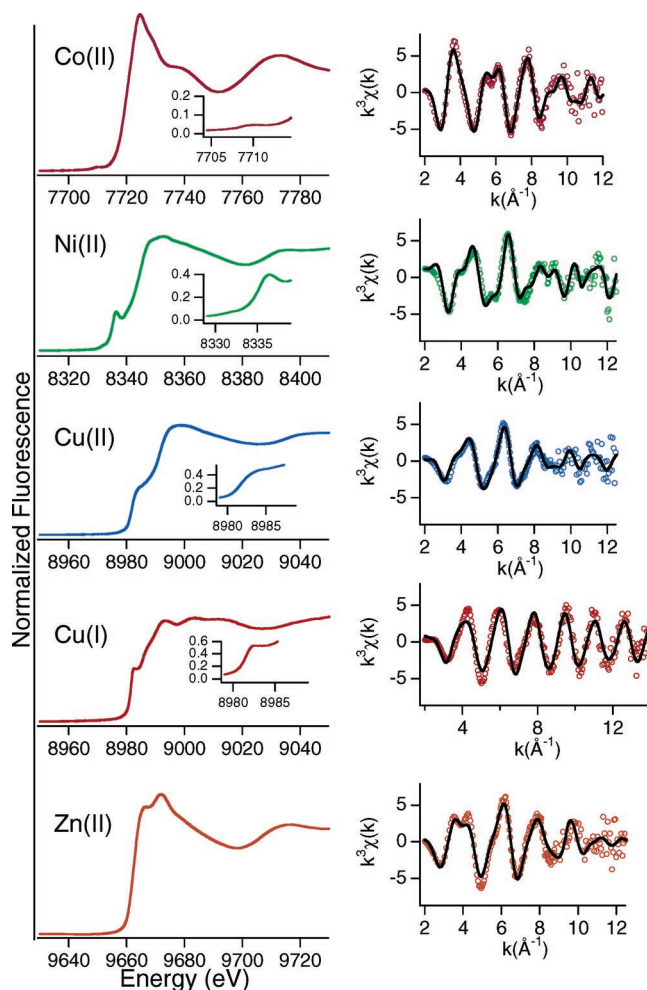 Normalized Fluorescence
Co(II)
0.2
0.1
0.0
7705 7710
7700 7720 7740 7760 7780
5
0
-5
k³χ(k)
2 4 6 8 10 12
k(Å⁻¹)
Ni(II)
0.4
0.2
0.0
8330 8335
8320 8340 8360 8380 8400
5
0
-5
k³χ(k)
2 4 6 8 10 12
k(Å⁻¹)
Cu(II)
0.4
0.2
0.0
8980 8985
8960 8980 9000 9020 9040
5
0
-5
k³χ(k)
2 4 6 8 10 12
k(Å⁻¹)
Cu(I)
0.6
0.4
0.2
0.0
8980 8985
8960 8980 9000 9020 9040
5
0
-5
k³χ(k)
4 6 8 10 12
k(Å⁻¹)
Zn(II)
9640 9660 9680 9700 9720
Energy (eV)
5
0
-5
k³χ(k)
2 4 6 8 10 12
k(Å⁻¹)